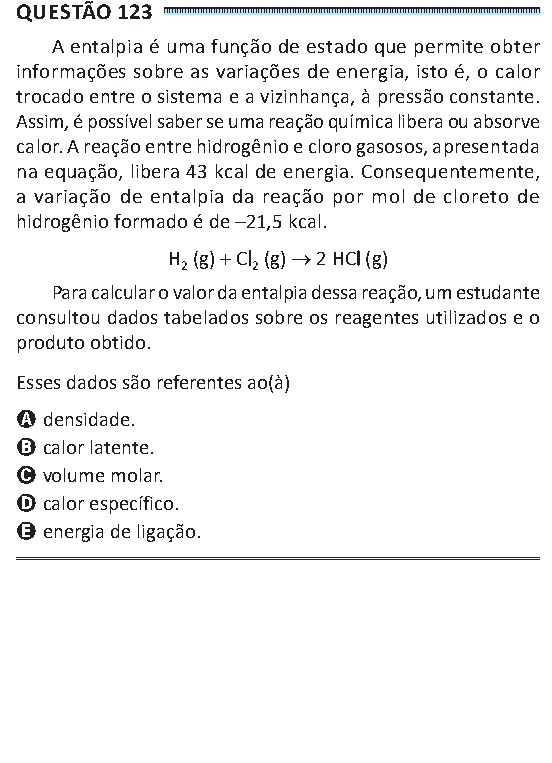 QUESTÃO 123
A entalpia é uma função de estado que permite obter
informações sobre as variações de energia, isto é, o calor
trocado entre o sistema e a vizinhança, à pressão constante.
Assim, é possível saber se uma reação química libera ou absorve
calor. A reação entre hidrogênio e cloro gasosos, apresentada
na equação, libera 43 kcal de energia. Consequentemente,
a variação de entalpia da reação por mol de cloreto de
hidrogênio formado é de –21,5 kcal.
H₂ (g) + Cl₂ (g) → 2 HCl (g)
Para calcular o valor da entalpia dessa reação, um estudante
consultou dados tabelados sobre os reagentes utilizados e o
produto obtido.
Esses dados são referentes ao(à)
A densidade.
B calor latente.
C volume molar.
D calor específico.
E energia de ligação.